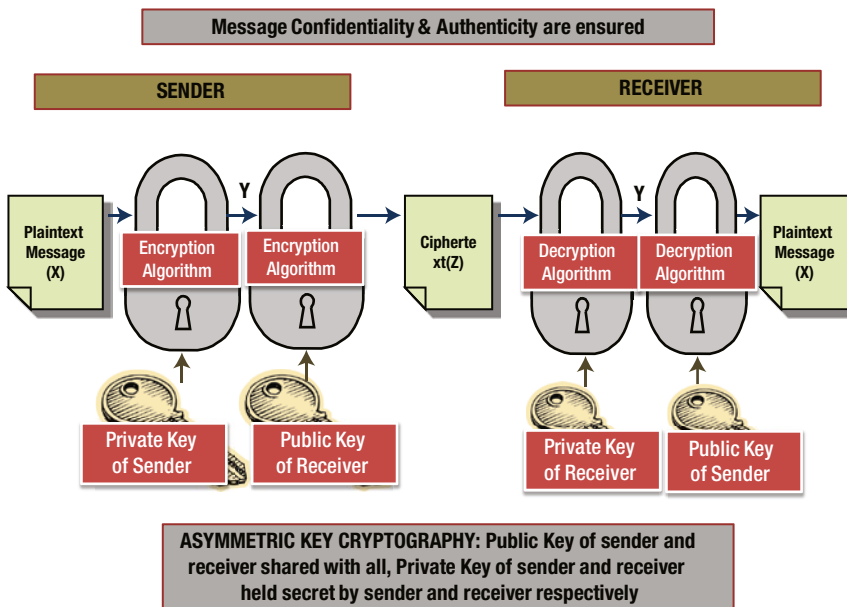 Message Confidentiality & Authenticity are ensured
SENDER
RECEIVER
Plaintext
Message
(X)
Encryption
Algorithm
Y
Encryption
Algorithm
Cipherte
xt(Z)
Decryption
Algorithm
Y
Decryption
Algorithm
Plaintext
Message
(X)
Private Key
of Sender
Public Key
of Receiver
Private Key
of Receiver
Public Key
of Sender
ASYMMETRIC KEY CRYPTOGRAPHY: Public Key of sender and
receiver shared with all, Private Key of sender and receiver
held secret by sender and receiver respectively